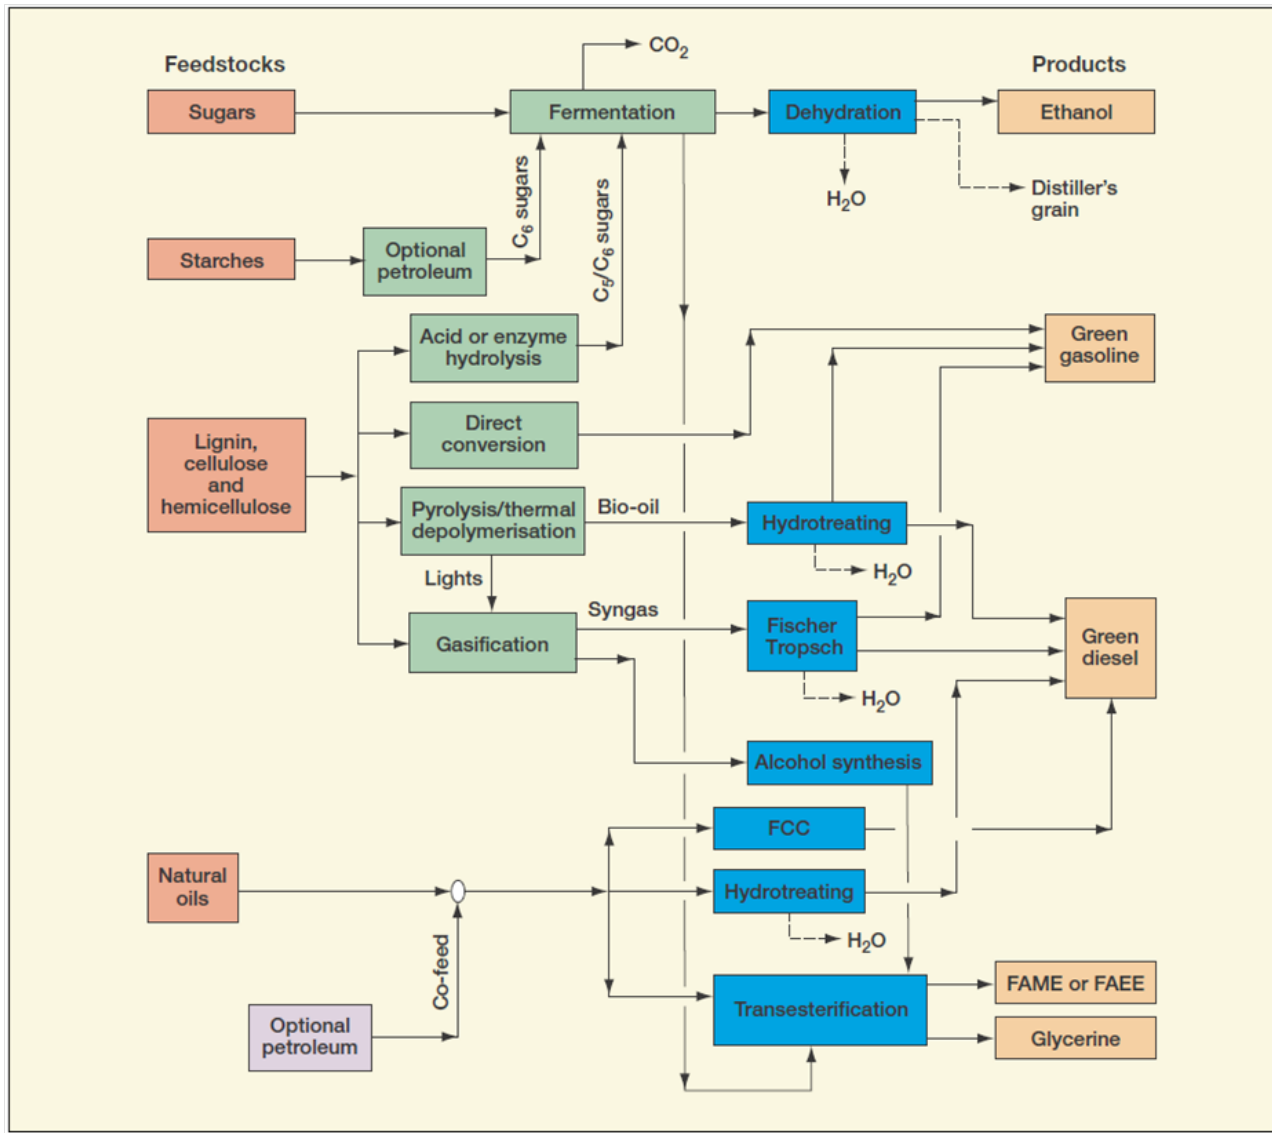 CO₂
Feedstocks
Products
Sugars
Fermentation
Dehydration
Ethanol
C₆ sugars
C₅/C₆ sugars
H₂O
Distiller's
grain
Starches
Optional
petroleum
Acid or enzyme
hydrolysis
Green
gasoline
Direct
conversion
Lignin,
cellulose
and
hemicellulose
Pyrolysis/thermal
depolymerisation
Bio-oil
Hydrotreating
H₂O
Lights
Syngas
Gasification
Fischer
Tropsch
Green
diesel
H₂O
Alcohol synthesis
FCC
Natural
oils
Hydrotreating
H₂O
Co-feed
Transesterification
FAME or FAEE
Optional
petroleum
Glycerine